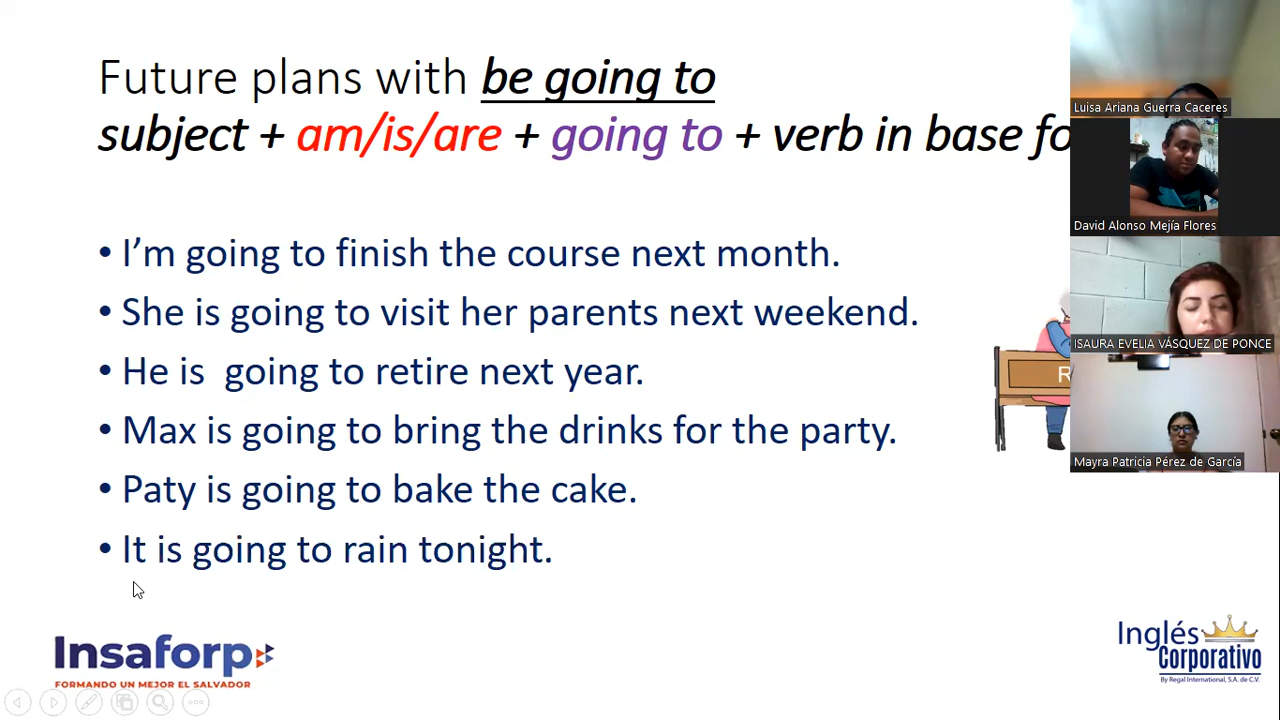 Future plans with be going to
subject + am/is/are + going to + verb in base fo
• I’m going to finish the course next month.
• She is going to visit her parents next weekend.
• He is  going to retire next year.
• Max is going to bring the drinks for the party.
• Paty is going to bake the cake.
• It is going to rain tonight.
R
Insaforp
FORMANDO UN MEJOR EL SALVADOR
Inglés
Corporativo
By Regal International, S.A. de C.V.
Luisa Ariana Guerra Caceres
David Alonso Mejía Flores
ISAURA EVELIA VÁSQUEZ DE PONCE
Mayra Patricia Pérez de García